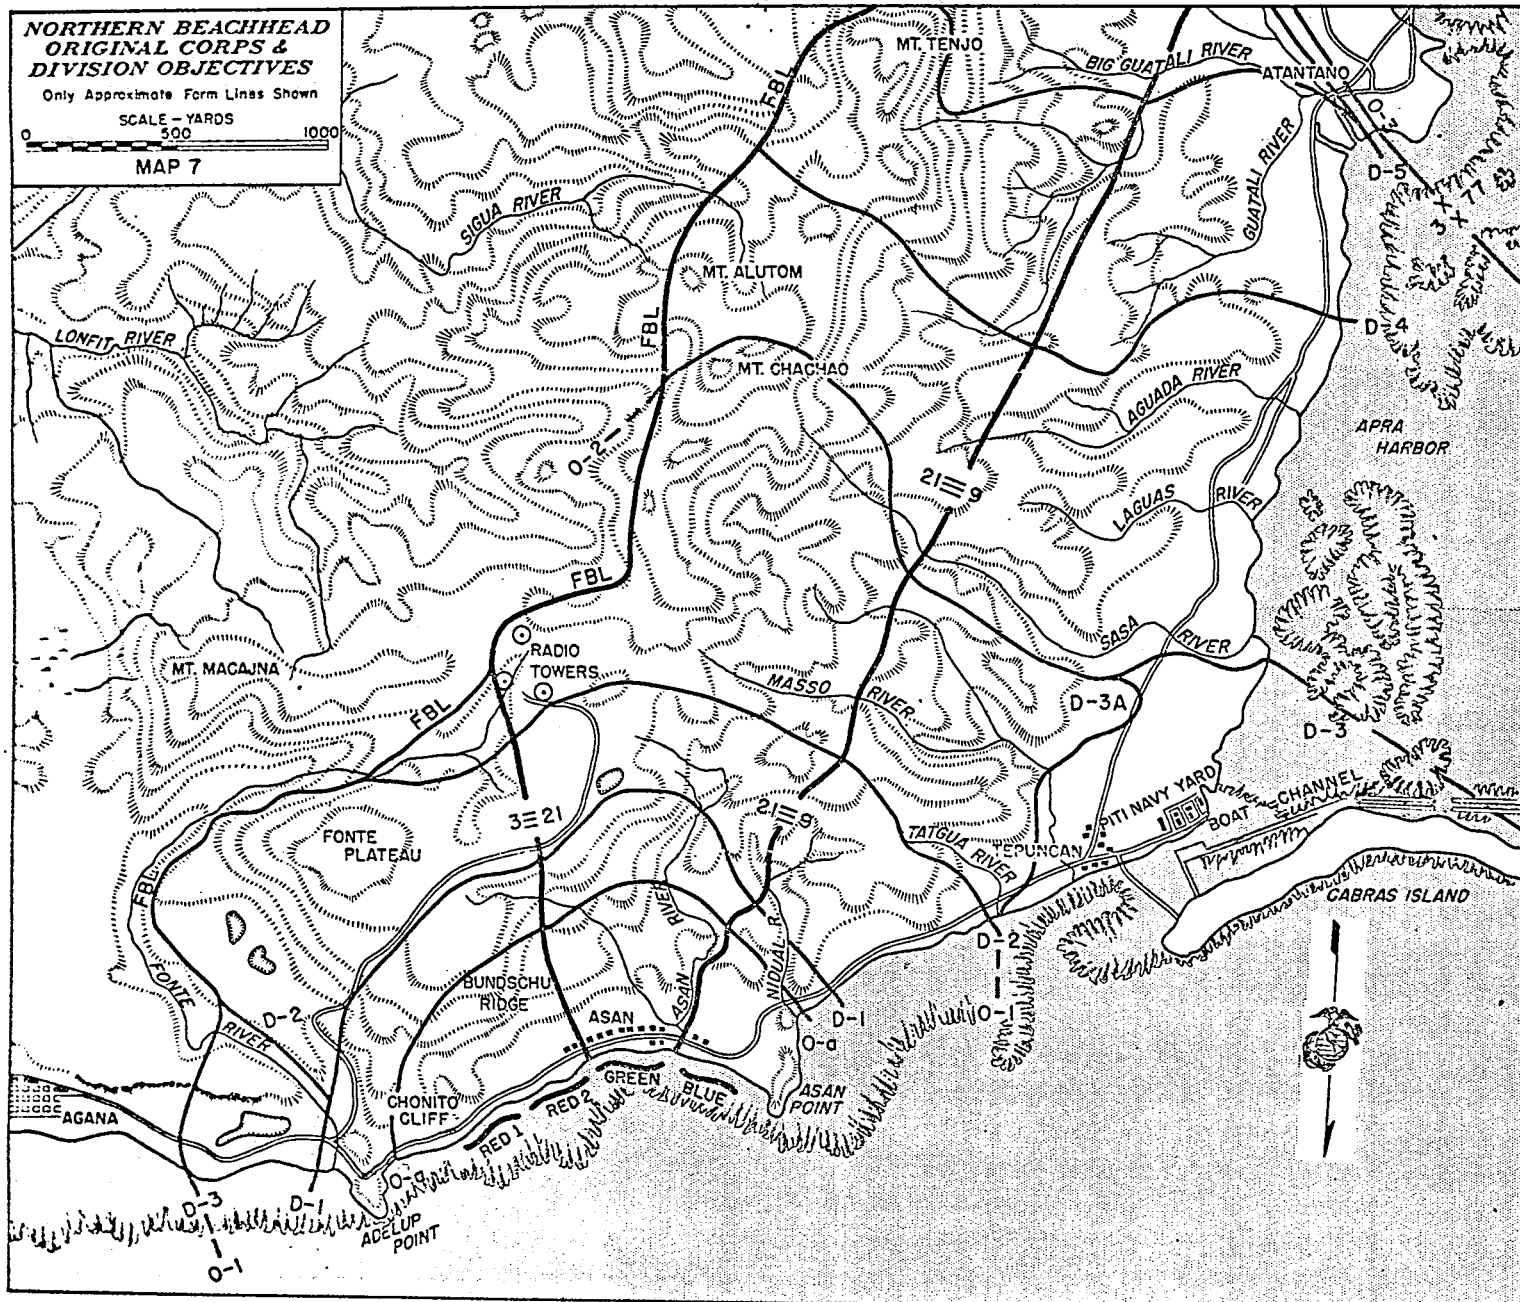 NORTHERN BEACHHEAD
ORIGINAL CORPS &
DIVISION OBJECTIVES
Only Approximate Form Lines Shown
SCALE - YARDS
0 500 1000
MAP 7
MT. TENJO
BIG GUATALI RIVER
ATANTANO
FBL
O-3
D-5
3 X X 77
GUATALI RIVER
SIGUA RIVER
MT. ALUTOM
FBL
D-4
LONFIT RIVER
MT. CHACHAO
AGUADA RIVER
APRA
HARBOR
O-2
21 9
LAGUAS RIVER
FBL
SASA RIVER
RADIO
TOWERS
MT. MACAJNA
MASSO RIVER
D-3A
FBL
D-3
PITI NAVY YARD
BOAT CHANNEL
3 21
21 9
TATGUA RIVER
TEPUNCAN
FONTE
PLATEAU
FBL
CABRAS ISLAND
D-2
O-1
NIDUAL R.
ASAN RIVER
BUNDSCHU
RIDGE
FONTE RIVER
D-2
ASAN
D-1
O-a
GREEN
BLUE
ASAN
POINT
RED 2
RED 1
CHONITO
CLIFF
AGANA
O-a
D-3
D-1
ADELUP
POINT
O-1